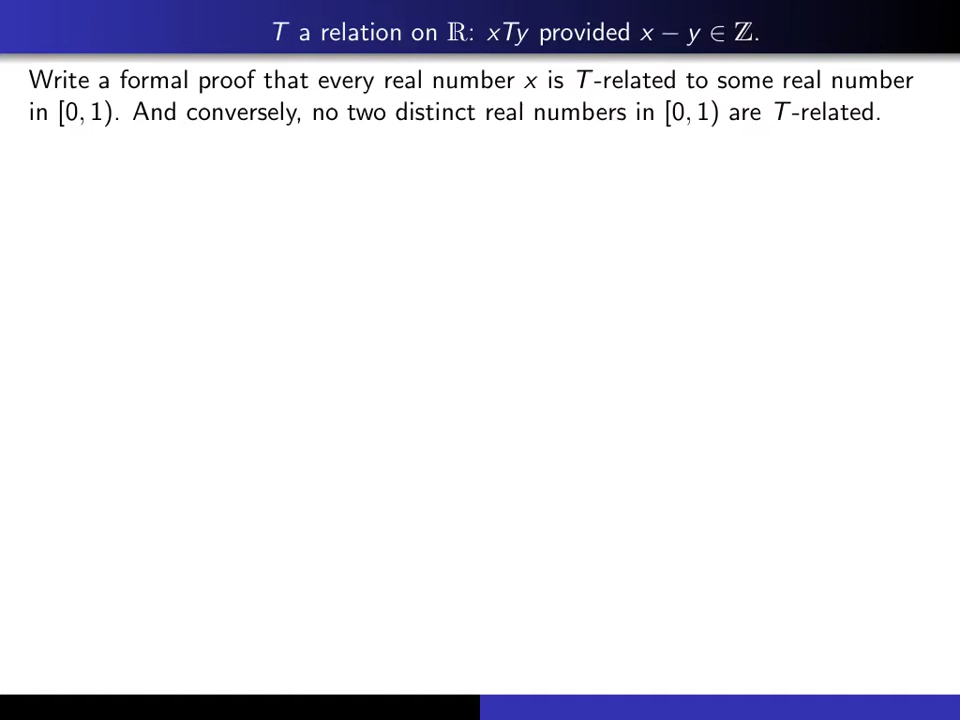 T a relation on ℝ: xTy provided x − y ∈ ℤ.
Write a formal proof that every real number x is T-related to some real number
in [0, 1). And conversely, no two distinct real numbers in [0, 1) are T-related.